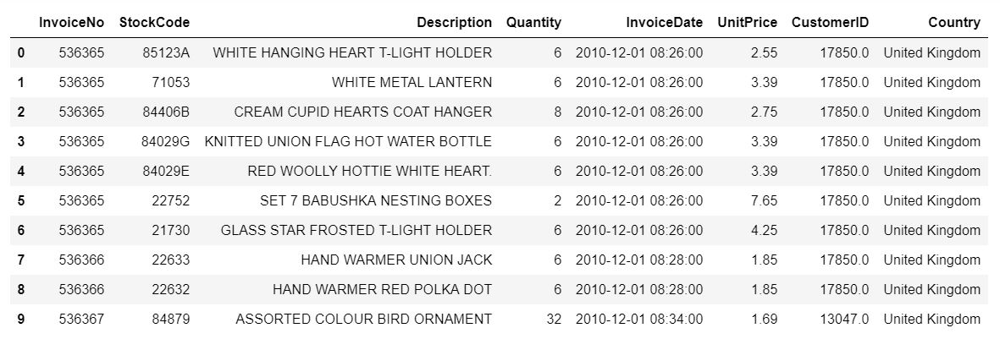 InvoiceNo StockCode Description Quantity InvoiceDate UnitPrice CustomerID Country
0 536365 85123A WHITE HANGING HEART T-LIGHT HOLDER 6 2010-12-01 08:26:00 2.55 17850.0 United Kingdom
1 536365 71053 WHITE METAL LANTERN 6 2010-12-01 08:26:00 3.39 17850.0 United Kingdom
2 536365 84406B CREAM CUPID HEARTS COAT HANGER 8 2010-12-01 08:26:00 2.75 17850.0 United Kingdom
3 536365 84029G KNITTED UNION FLAG HOT WATER BOTTLE 6 2010-12-01 08:26:00 3.39 17850.0 United Kingdom
4 536365 84029E RED WOOLLY HOTTIE WHITE HEART. 6 2010-12-01 08:26:00 3.39 17850.0 United Kingdom
5 536365 22752 SET 7 BABUSHKA NESTING BOXES 2 2010-12-01 08:26:00 7.65 17850.0 United Kingdom
6 536365 21730 GLASS STAR FROSTED T-LIGHT HOLDER 6 2010-12-01 08:26:00 4.25 17850.0 United Kingdom
7 536366 22633 HAND WARMER UNION JACK 6 2010-12-01 08:28:00 1.85 17850.0 United Kingdom
8 536366 22632 HAND WARMER RED POLKA DOT 6 2010-12-01 08:28:00 1.85 17850.0 United Kingdom
9 536367 84879 ASSORTED COLOUR BIRD ORNAMENT 32 2010-12-01 08:34:00 1.69 13047.0 United Kingdom